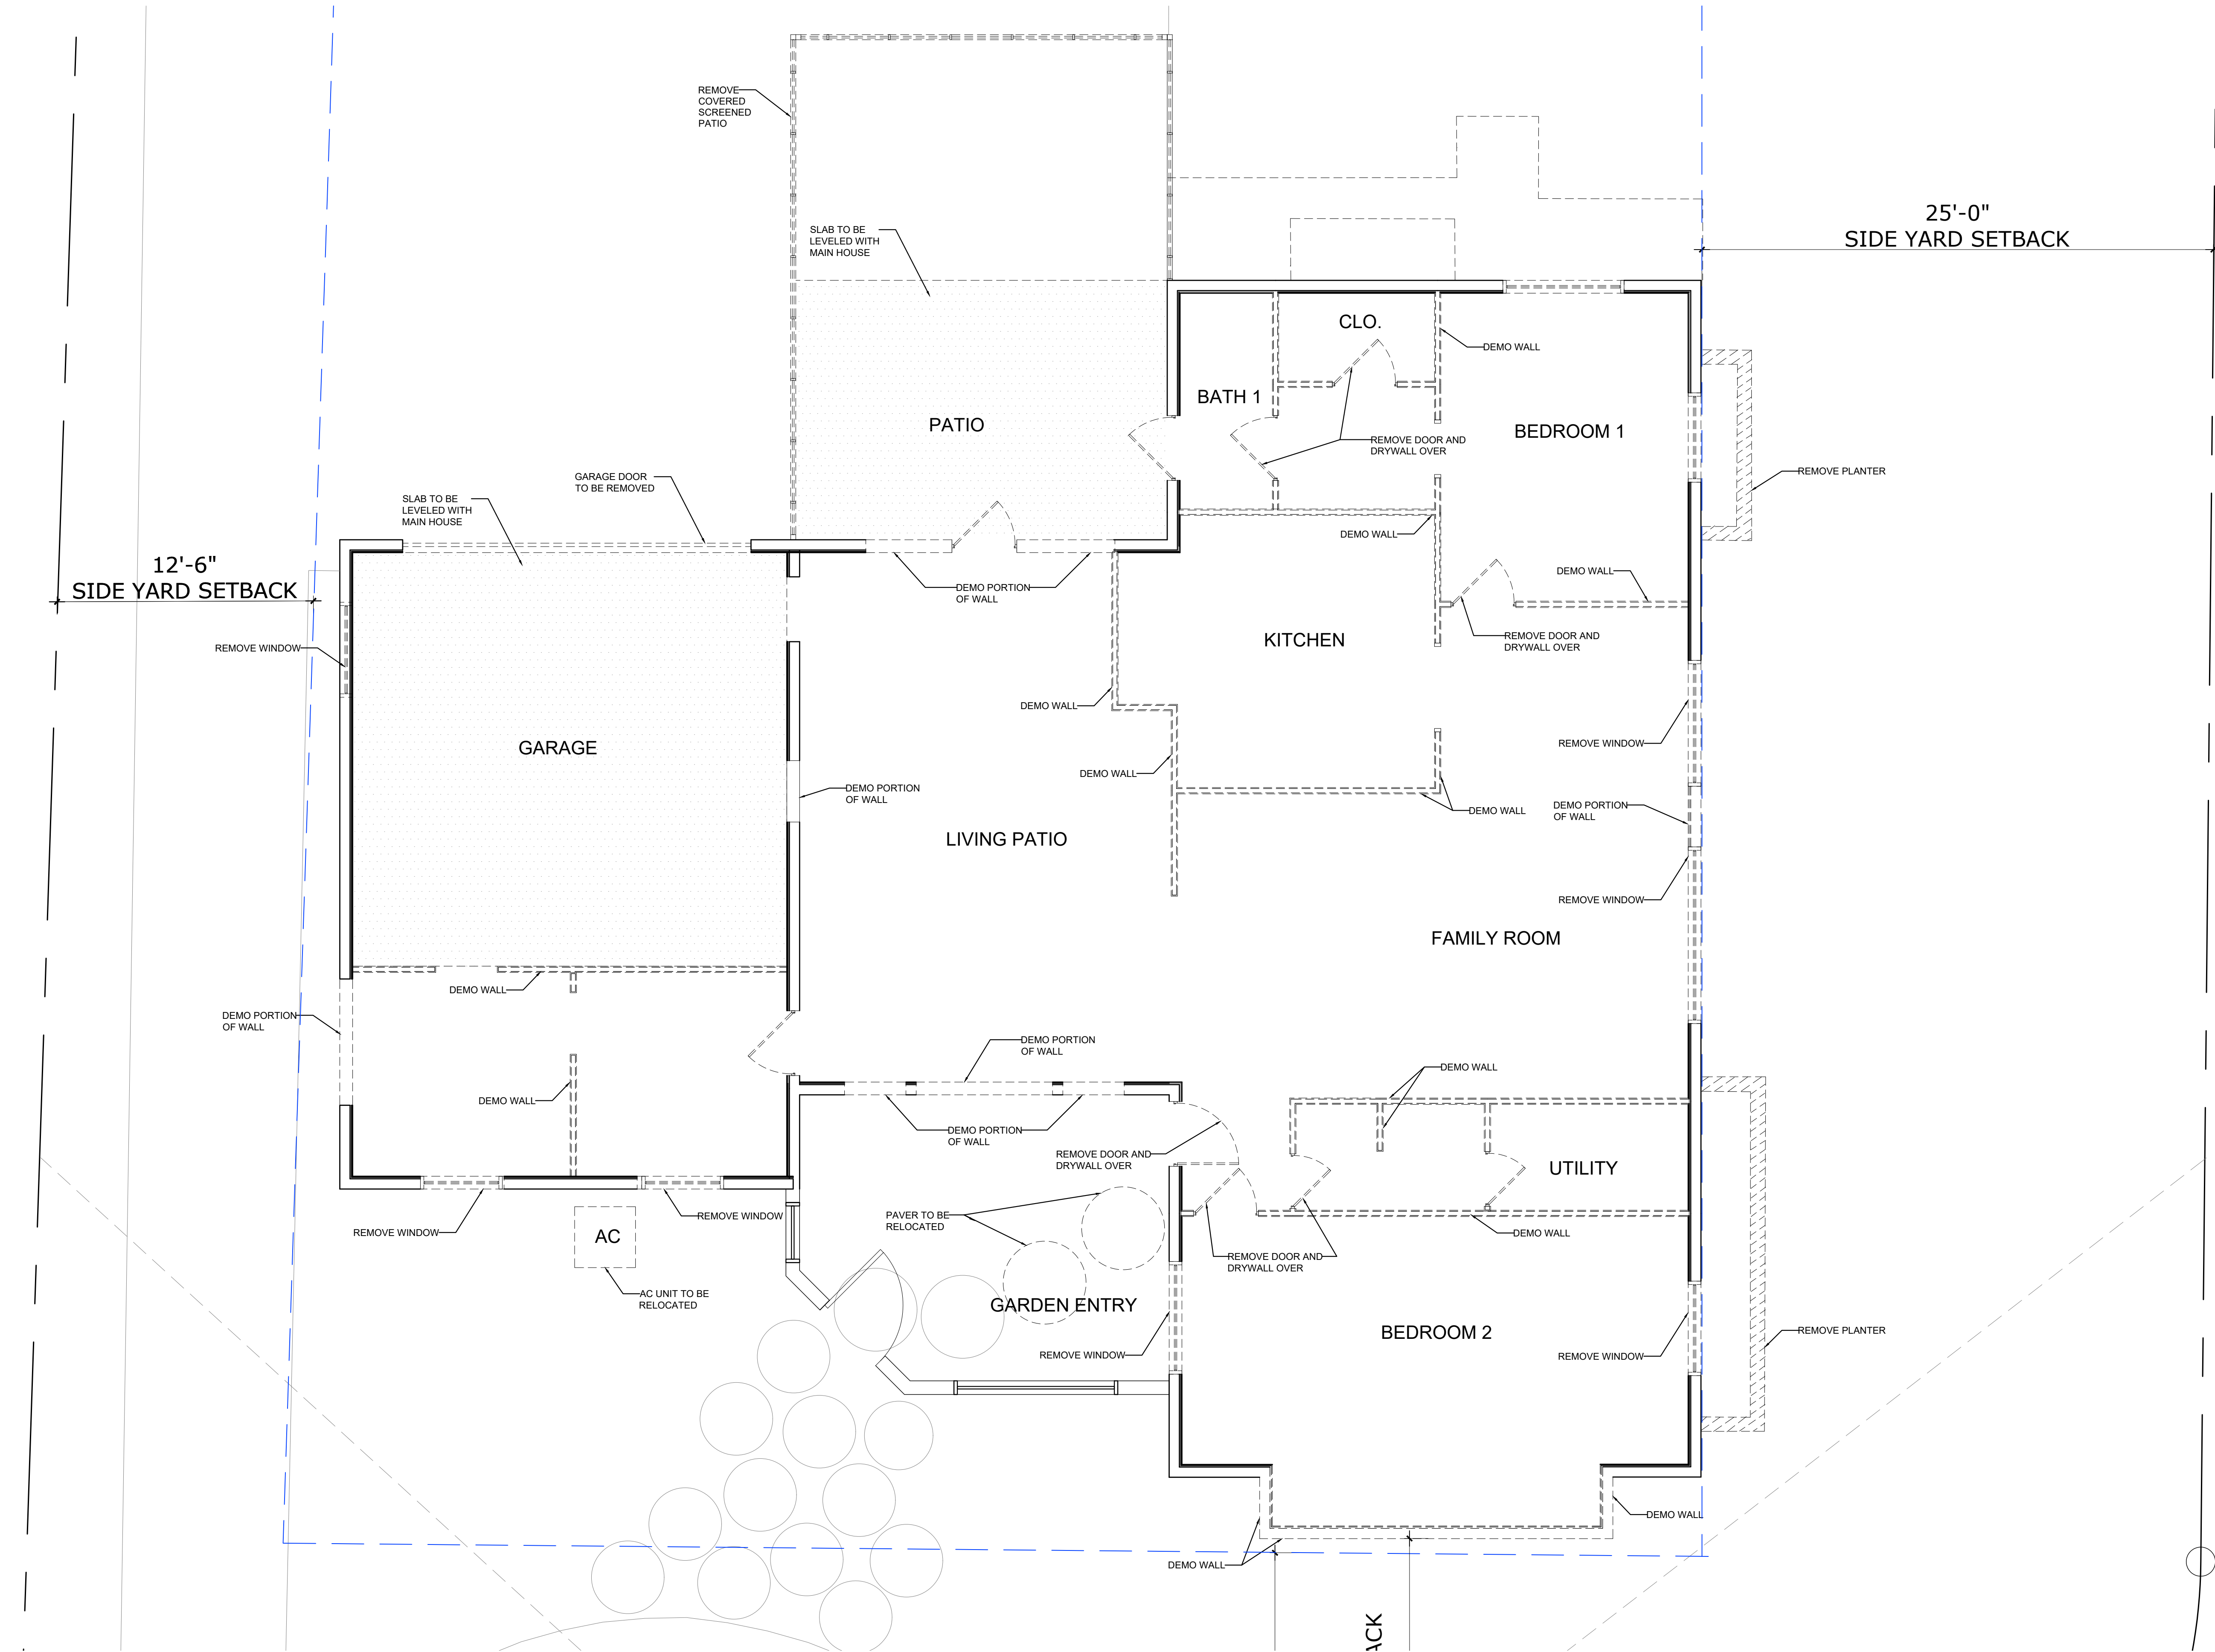 REMOVE
COVERED
SCREENED
PATIO
SLAB TO BE
LEVELED WITH
MAIN HOUSE
25'-0"
SIDE YARD SETBACK
CLO.
DEMO WALL
BATH 1
PATIO
BEDROOM 1
REMOVE DOOR AND
DRYWALL OVER
REMOVE PLANTER
GARAGE DOOR
TO BE REMOVED
SLAB TO BE
LEVELED WITH
MAIN HOUSE
DEMO WALL
12'-6"
SIDE YARD SETBACK
DEMO WALL
DEMO PORTION
OF WALL
KITCHEN
REMOVE DOOR AND
DRYWALL OVER
REMOVE WINDOW
DEMO WALL
REMOVE WINDOW
GARAGE
DEMO WALL
DEMO PORTION
OF WALL
DEMO WALL
DEMO PORTION
OF WALL
LIVING PATIO
REMOVE WINDOW
FAMILY ROOM
DEMO WALL
DEMO PORTION
OF WALL
DEMO PORTION
OF WALL
DEMO WALL
DEMO WALL
DEMO PORTION
OF WALL
REMOVE DOOR AND
DRYWALL OVER
UTILITY
PAVER TO BE
RELOCATED
REMOVE WINDOW
REMOVE WINDOW
AC
DEMO WALL
REMOVE DOOR AND
DRYWALL OVER
AC UNIT TO BE
RELOCATED
GARDEN ENTRY
BEDROOM 2
REMOVE PLANTER
REMOVE WINDOW
REMOVE WINDOW
DEMO WALL
DEMO WALL
ACK